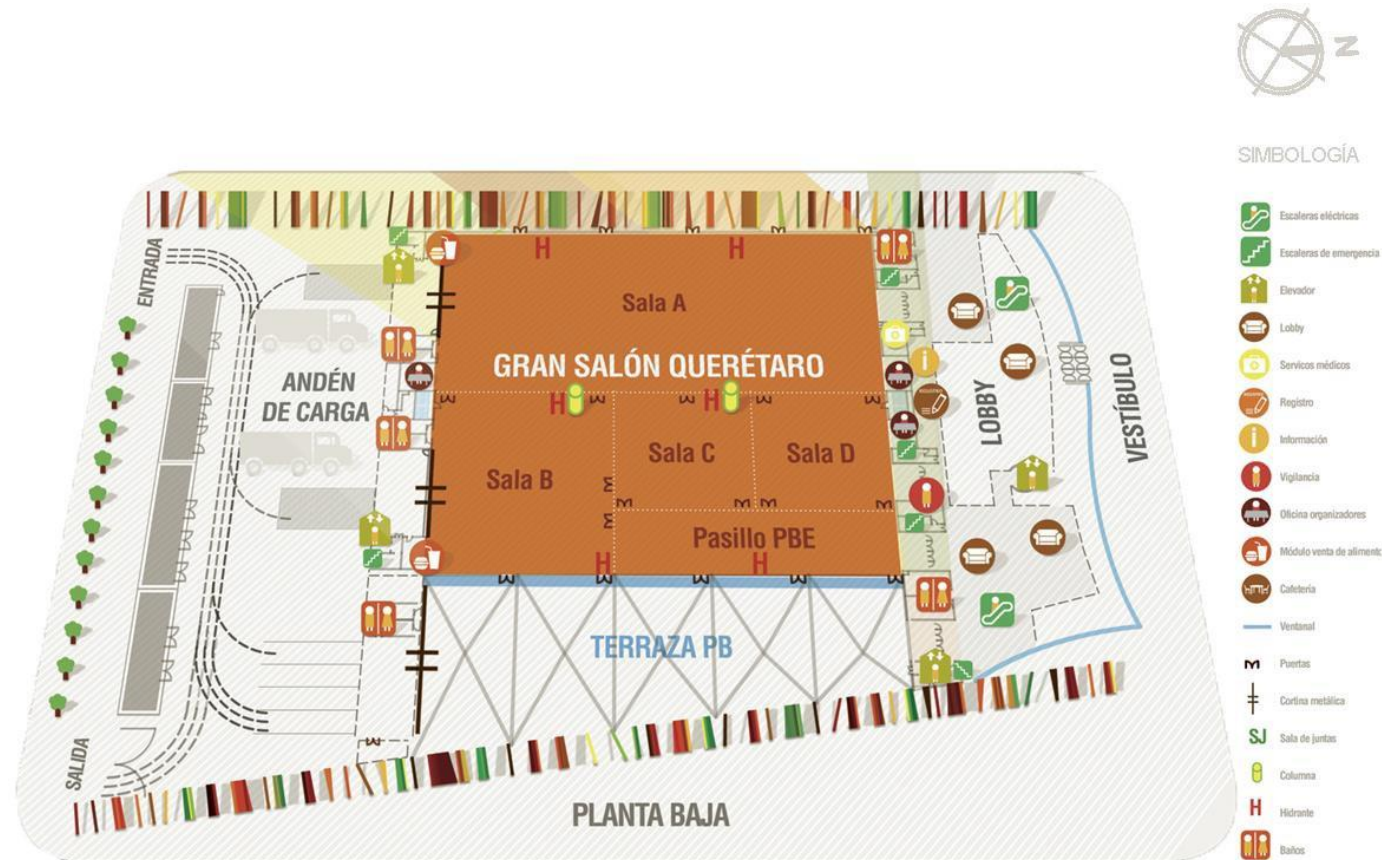 N
SIMBOLOGÍA
Escaleras eléctricas
Escaleras de emergencia
Elevador
Lobby
Servicos médicos
Registro
Información
Vigilancia
Oficina organizadores
Módulo venta de alimento
Cafetería
Ventanal
Puertas
Cortina metálica
SJ Sala de juntas
Columna
H Hidrante
Baños
ENTRADA
SALIDA
ANDÉN
DE CARGA
H
H
Sala A
GRAN SALÓN QUERÉTARO
H
H
Sala B
Sala C
Sala D
Pasillo PBE
H
H
TERRAZA PB
LOBBY
VESTÍBULO
PLANTA BAJA